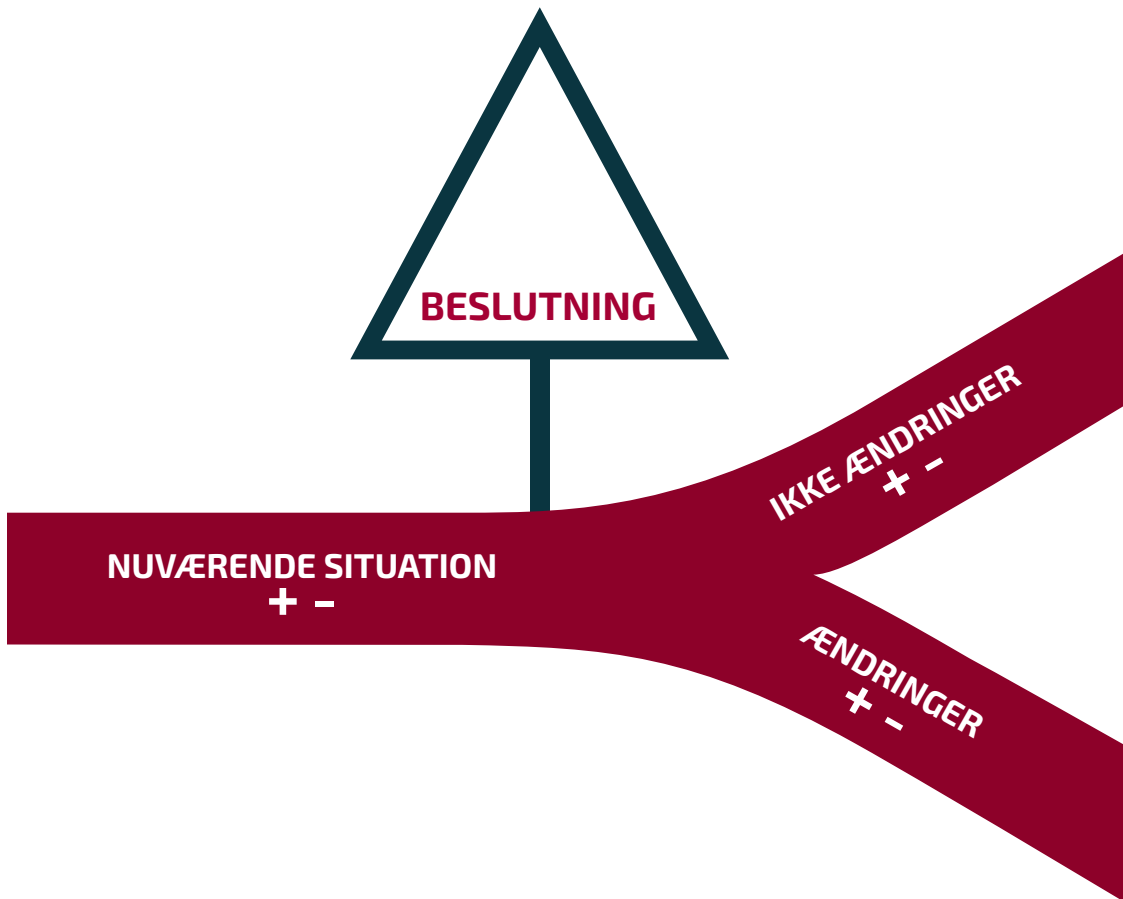 BESLUTNING
NUVÆRENDE SITUATION
+ -
IKKE ÆNDRINGER
+ -
ÆNDRINGER
+ -